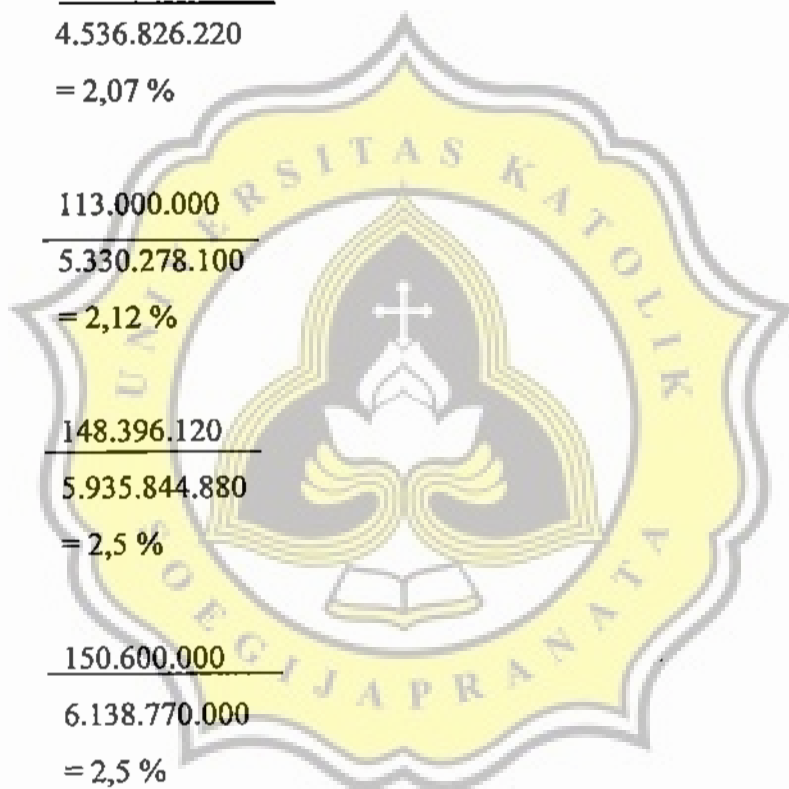 4.536.826.220
= 2,07 %
113.000.000
5.330.278.100
= 2,12 %
148.396.120
5.935.844.880
= 2,5 %
150.600.000
6.138.770.000
= 2,5 %
UNIVERSITAS KATOLIK
SOEGIJAPRANATA